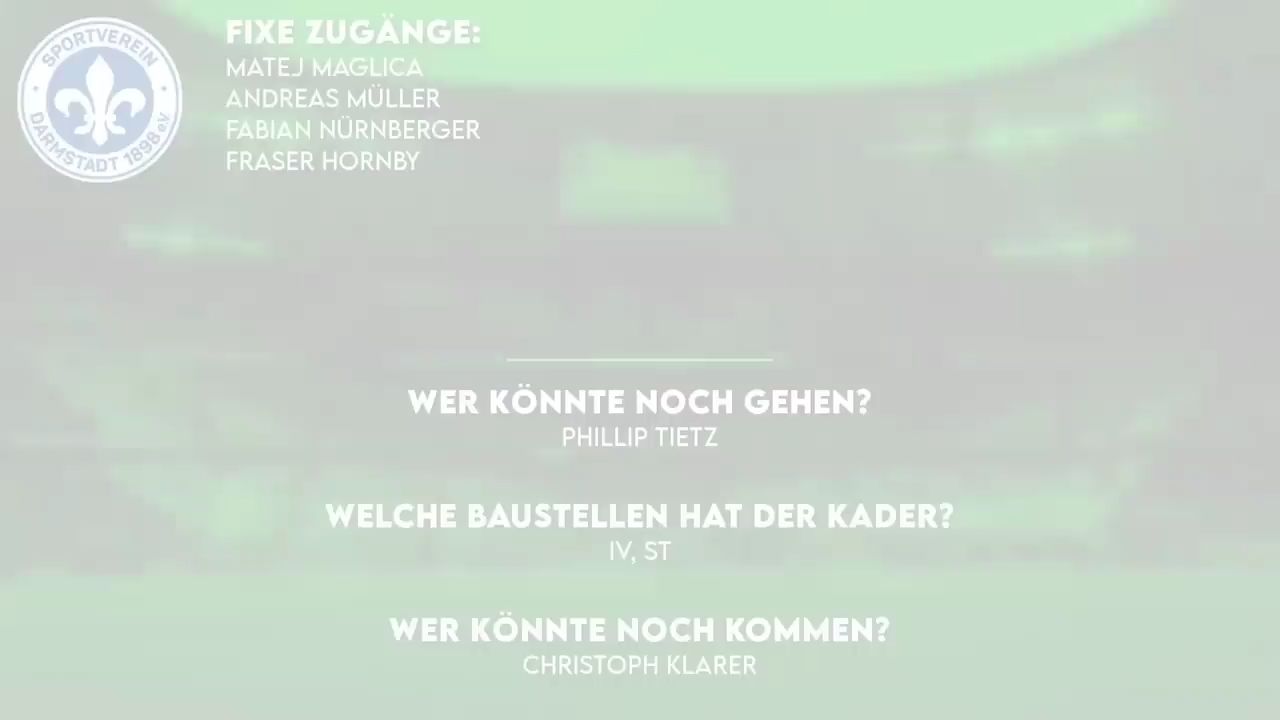 SPORTVEREIN
DARMSTADT 1898 e.V.
FIXE ZUGÄNGE:
MATEJ MAGLICA
ANDREAS MÜLLER
FABIAN NÜRNBERGER
FRASER HORNBY
WER KÖNNTE NOCH GEHEN?
PHILLIP TIETZ
WELCHE BAUSTELLEN HAT DER KADER?
IV, ST
WER KÖNNTE NOCH KOMMEN?
CHRISTOPH KLARER